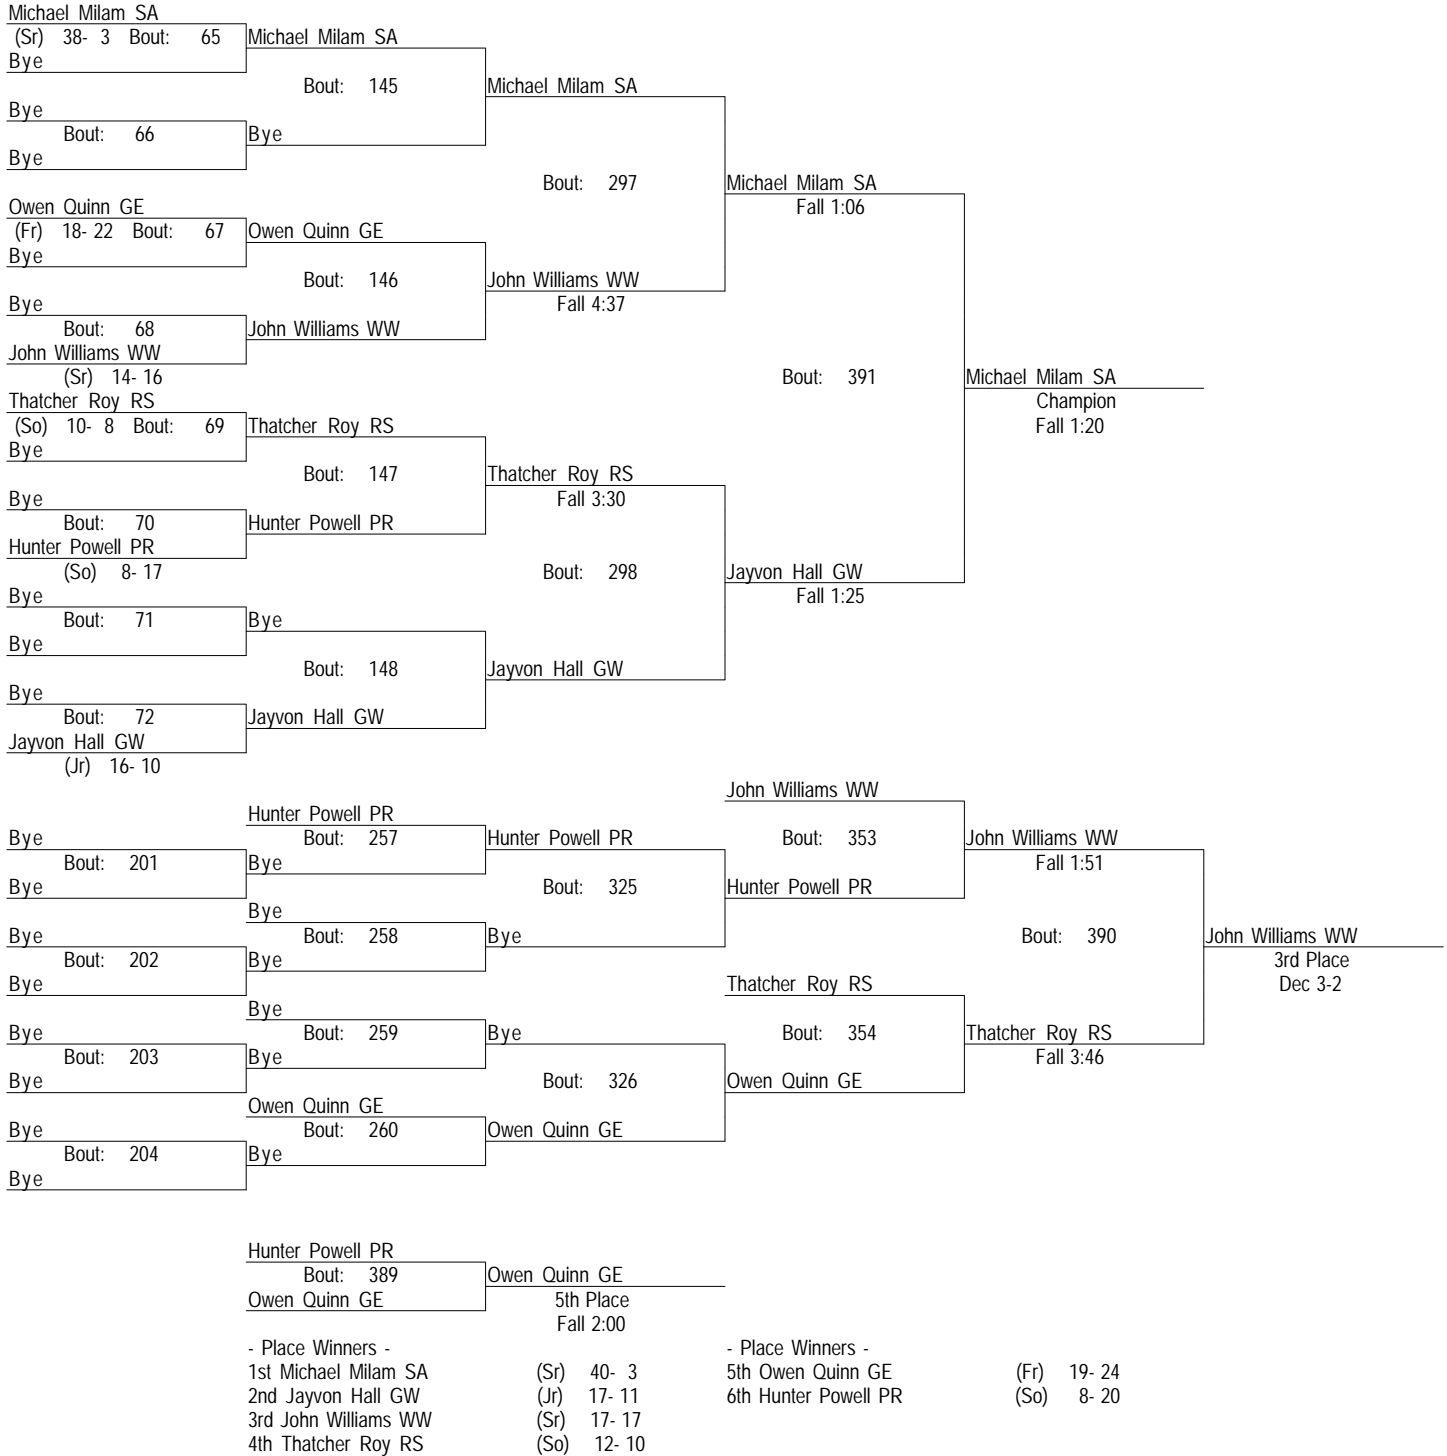 Michael Milam SA
(Sr) 38- 3 Bout: 65 Michael Milam SA
Bye
Bout: 145 Michael Milam SA
Bye
Bout: 66 Bye
Bye
Bout: 297 Michael Milam SA
Owen Quinn GE Fall 1:06
(Fr) 18- 22 Bout: 67 Owen Quinn GE
Bye
Bout: 146 John Williams WW
Bye Fall 4:37
Bout: 68 John Williams WW
John Williams WW
(Sr) 14- 16 Bout: 391 Michael Milam SA
Thatcher Roy RS Champion
(So) 10- 8 Bout: 69 Thatcher Roy RS Fall 1:20
Bye
Bout: 147 Thatcher Roy RS
Bye Fall 3:30
Bout: 70 Hunter Powell PR
Hunter Powell PR
(So) 8- 17 Bout: 298 Jayvon Hall GW
Bye Fall 1:25
Bout: 71 Bye
Bye
Bout: 148 Jayvon Hall GW
Bye
Bout: 72 Jayvon Hall GW
Jayvon Hall GW
(Jr) 16- 10
John Williams WW
Hunter Powell PR
Bye Bout: 257 Hunter Powell PR Bout: 353 John Williams WW
Bout: 201 Bye Fall 1:51
Bye Bout: 325 Hunter Powell PR
Bye
Bye Bout: 258 Bye Bout: 390 John Williams WW
Bout: 202 Bye 3rd Place
Bye Thatcher Roy RS Dec 3-2
Bye
Bye Bout: 259 Bye Bout: 354 Thatcher Roy RS
Bout: 203 Bye Fall 3:46
Bye Bout: 326 Owen Quinn GE
Owen Quinn GE
Bye Bout: 260 Owen Quinn GE
Bout: 204 Bye
Bye
Hunter Powell PR
Bout: 389 Owen Quinn GE
Owen Quinn GE 5th Place
Fall 2:00
- Place Winners - - Place Winners -
1st Michael Milam SA (Sr) 40- 3 5th Owen Quinn GE (Fr) 19- 24
2nd Jayvon Hall GW (Jr) 17- 11 6th Hunter Powell PR (So) 8- 20
3rd John Williams WW (Sr) 17- 17
4th Thatcher Roy RS (So) 12- 10